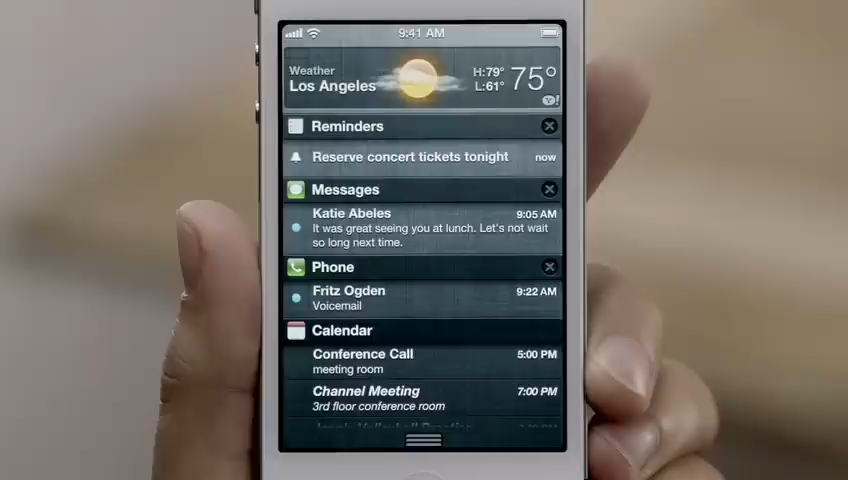 9:41 AM
Weather
H:79°
75°
Los Angeles
L:61°
Y!
Reminders
Reserve concert tickets tonight now
Messages
Katie Abeles 9:05 AM
It was great seeing you at lunch. Let's not wait
so long next time.
Phone
Fritz Ogden 9:22 AM
Voicemail
Calendar
Conference Call 5:00 PM
meeting room
Channel Meeting 7:00 PM
3rd floor conference room